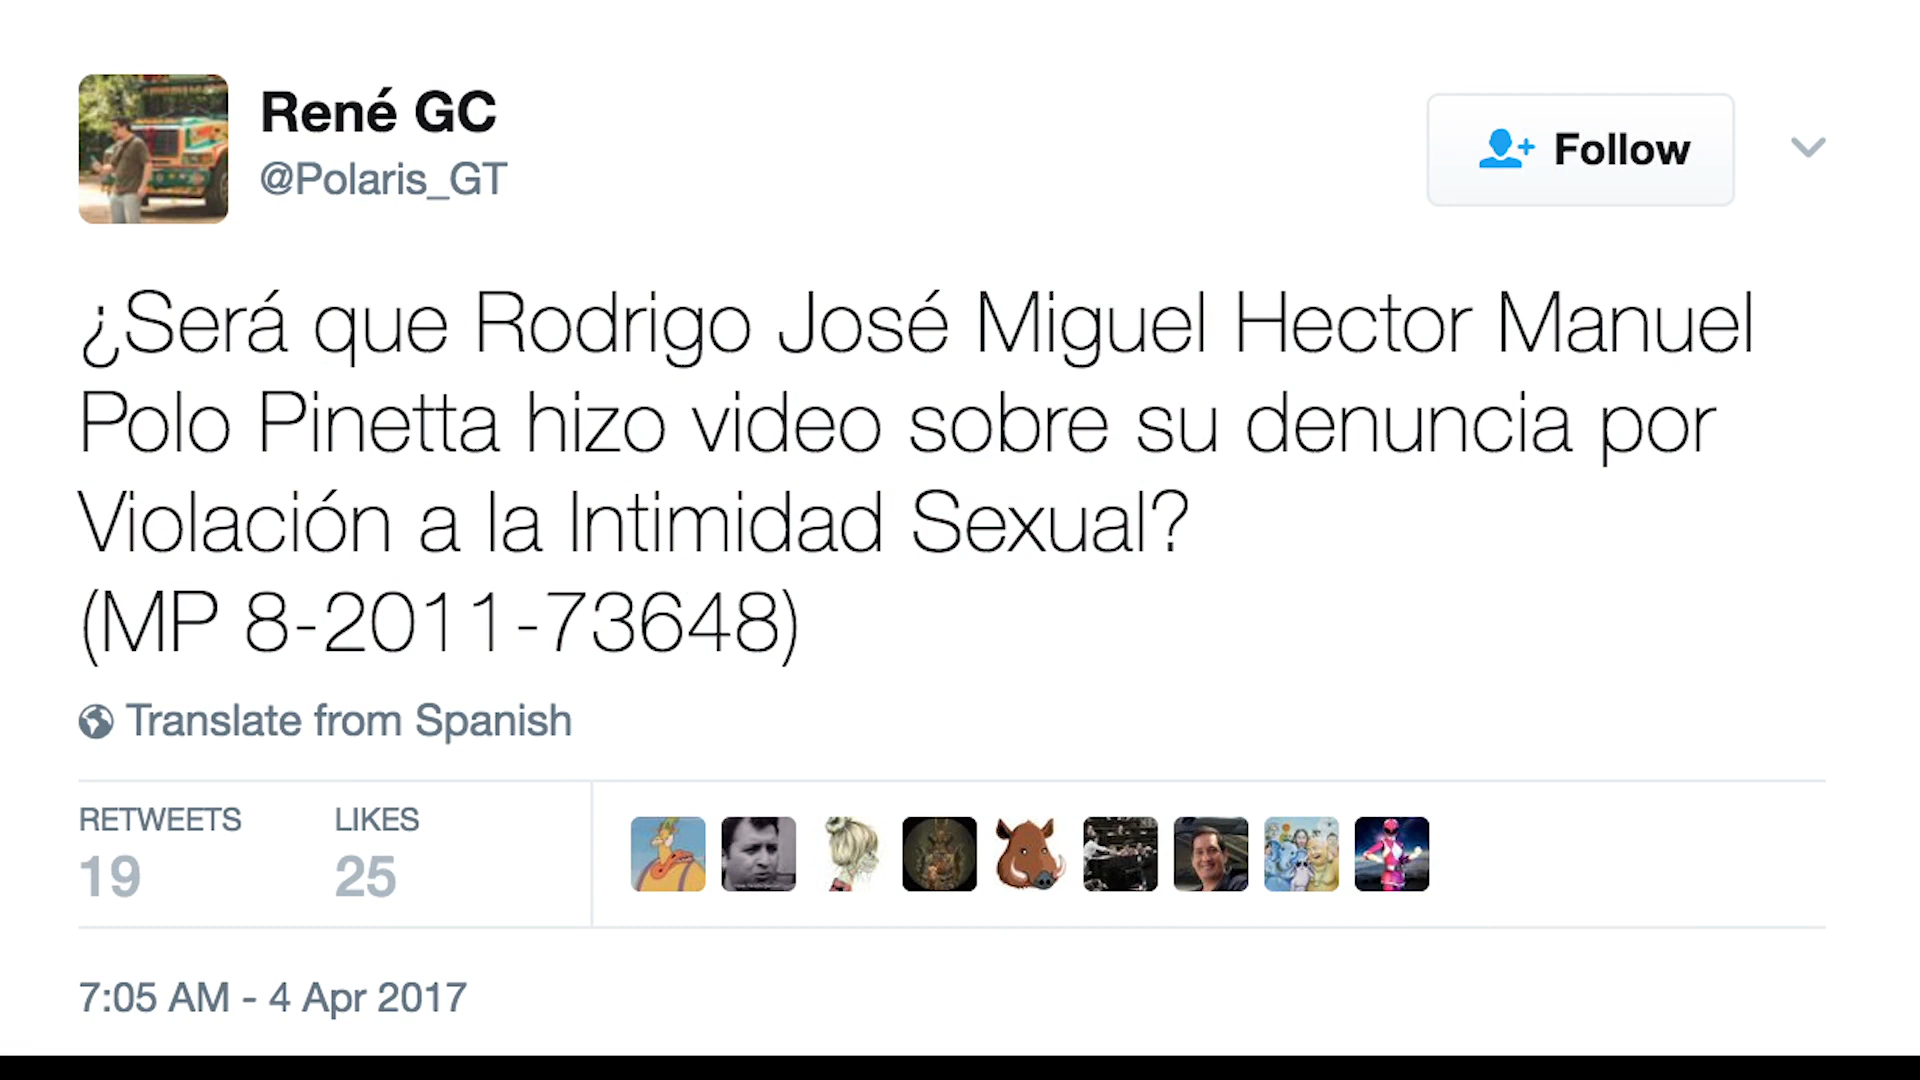 René GC
@Polaris_GT
Follow
¿Será que Rodrigo José Miguel Hector Manuel
Polo Pinetta hizo video sobre su denuncia por
Violación a la Intimidad Sexual?
(MP 8-2011-73648)
Translate from Spanish
RETWEETS LIKES
19 25
7:05 AM - 4 Apr 2017